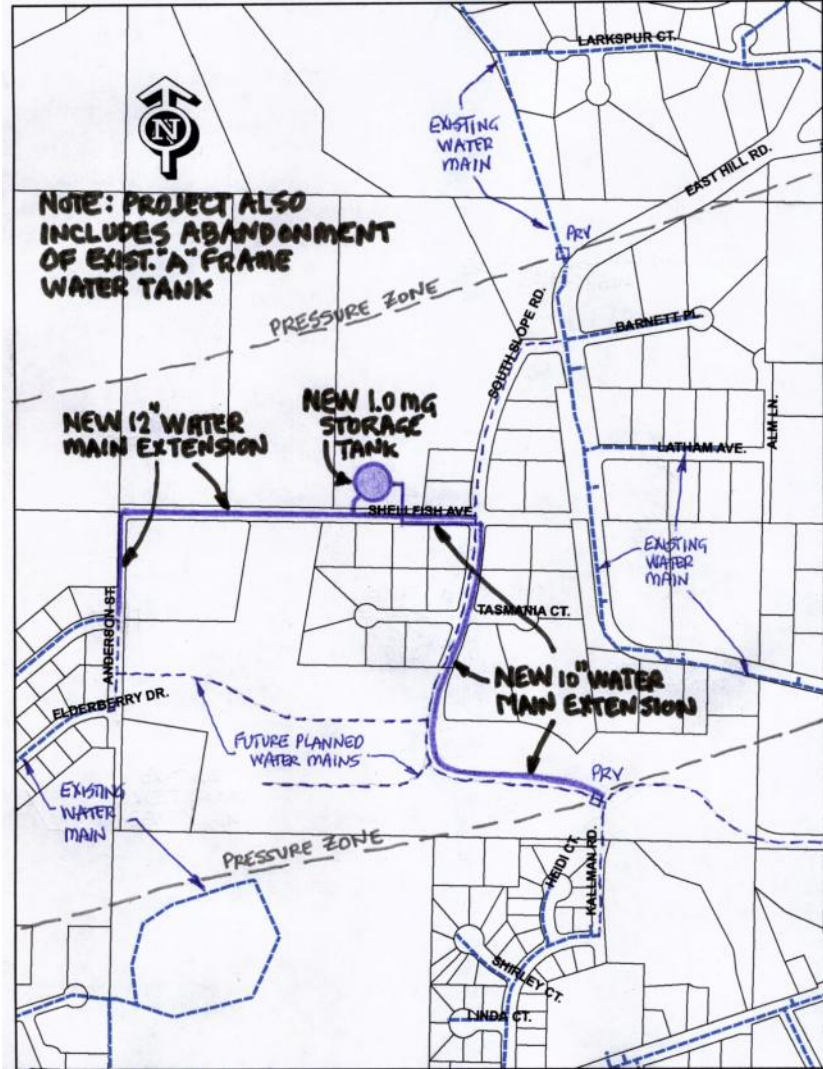 LARKSPUR CT.
EXISTING
WATER
MAIN
N
EAST HILL RD.
NOTE: PROJECT ALSO
INCLUDES ABANDONMENT
OF EXIST. "A" FRAME
WATER TANK
PRV
PRESSURE ZONE
SOUTH SLOPE RD.
BARNETT PL.
NEW 12" WATER
MAIN EXTENSION
NEW 1.0 MG
STORAGE
TANK
LATHAM AVE.
ALM LN.
SHELLFISH AVE.
EXISTING
WATER
MAIN
ANDERSON ST.
TASMANIA CT.
NEW 10" WATER
MAIN EXTENSION
ELDERBERRY DR.
FUTURE PLANNED
WATER MAINS
PRV
EXISTING
WATER
MAIN
PRESSURE ZONE
HEIDI CT.
KALLMAN RD.
SHIRLEY CT.
LINDA CT.